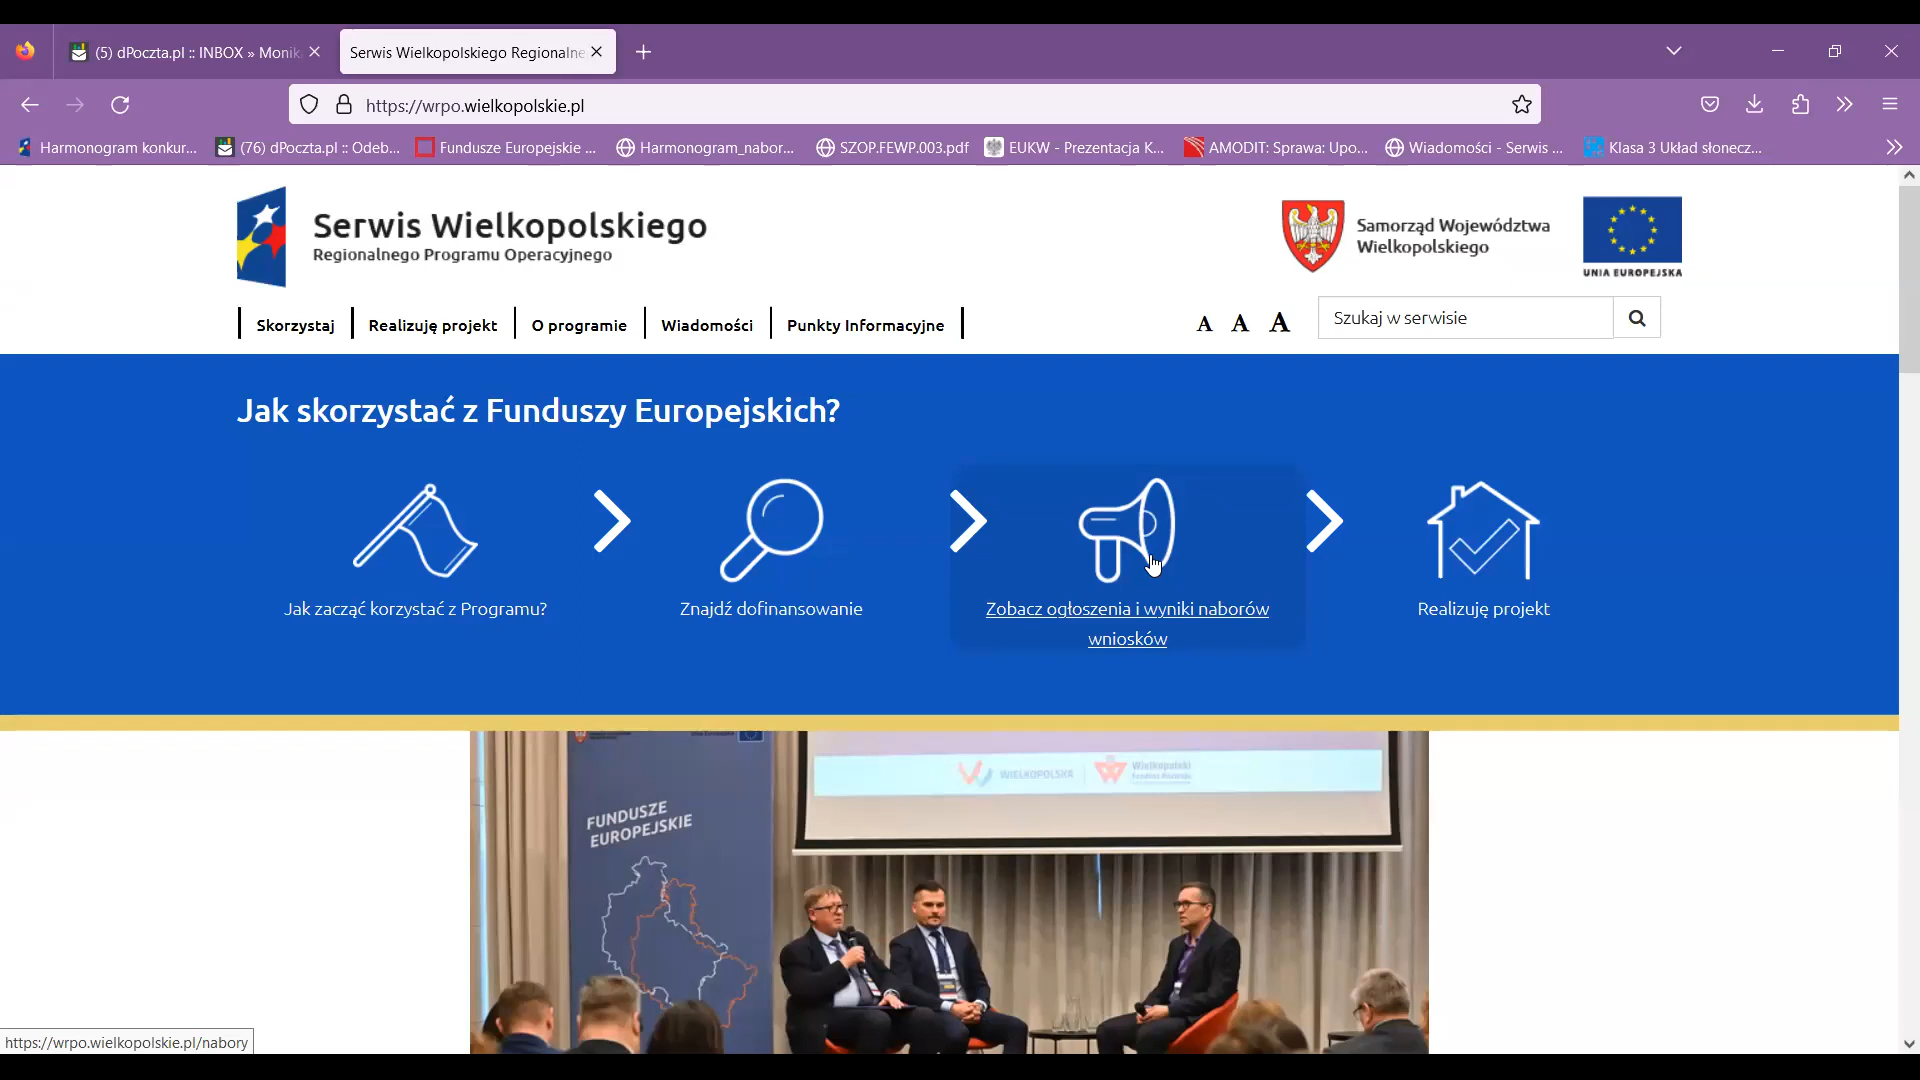 (5) dPoczta.pl :: INBOX » Monik
Serwis Wielkopolskiego Regionalne
https://wrpo.wielkopolskie.pl
Harmonogram konkur...
(76) dPoczta.pl :: Odeb...
Fundusze Europejskie ...
Harmonogram_nabor...
SZOP.FEWP.003.pdf
EUKW - Prezentacja K...
AMODIT: Sprawa: Upo...
Wiadomości - Serwis ...
Klasa 3 Układ słonecz...
Serwis Wielkopolskiego
Regionalnego Programu Operacyjnego
Samorząd Województwa
Wielkopolskiego
UNIA EUROPEJSKA
Skorzystaj
Realizuję projekt
O programie
Wiadomości
Punkty Informacyjne
A A A
Szukaj w serwisie
Jak skorzystać z Funduszy Europejskich?
Jak zacząć korzystać z Programu?
Znajdź dofinansowanie
Zobacz ogłoszenia i wyniki naborów
wniosków
Realizuję projekt
WIELKOPOLSKA
Wielkopolski
Fundusz Rozwoju
FUNDUSZE
EUROPEJSKIE
https://wrpo.wielkopolskie.pl/nabory